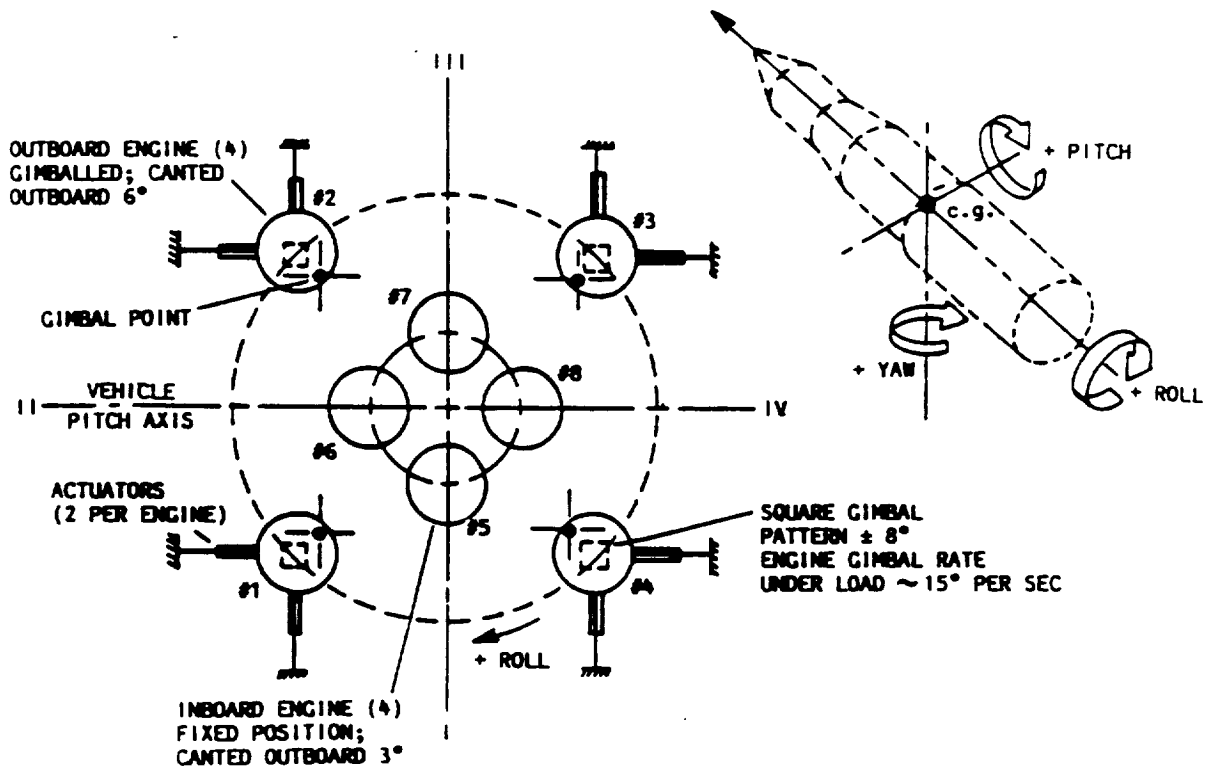 III
OUTBOARD ENGINE (4)
GIMBALLED; CANTED
OUTBOARD 6°
#2
#3
GIMBAL POINT
#7
#8
VEHICLE
PITCH AXIS
II
IV
#6
#5
ACTUATORS
(2 PER ENGINE)
#1
#4
SQUARE GIMBAL
PATTERN ± 8°
ENGINE GIMBAL RATE
UNDER LOAD ~ 15° PER SEC
+ ROLL
INBOARD ENGINE (4)
FIXED POSITION;
CANTED OUTBOARD 3°
I
+ PITCH
c.g.
+ YAW
+ ROLL